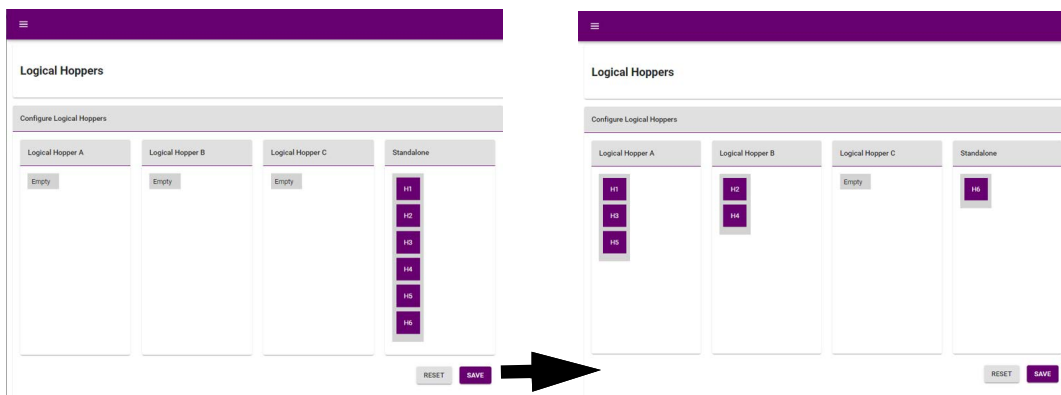 Logical Hoppers
Configure Logical Hoppers
Logical Hopper A
Logical Hopper B
Logical Hopper C
Standalone
Empty
Empty
Empty
H1
H2
H3
H4
H5
H6
RESET
SAVE
Logical Hoppers
Configure Logical Hoppers
Logical Hopper A
Logical Hopper B
Logical Hopper C
Standalone
H1
H3
H5
H2
H4
Empty
H6
RESET
SAVE